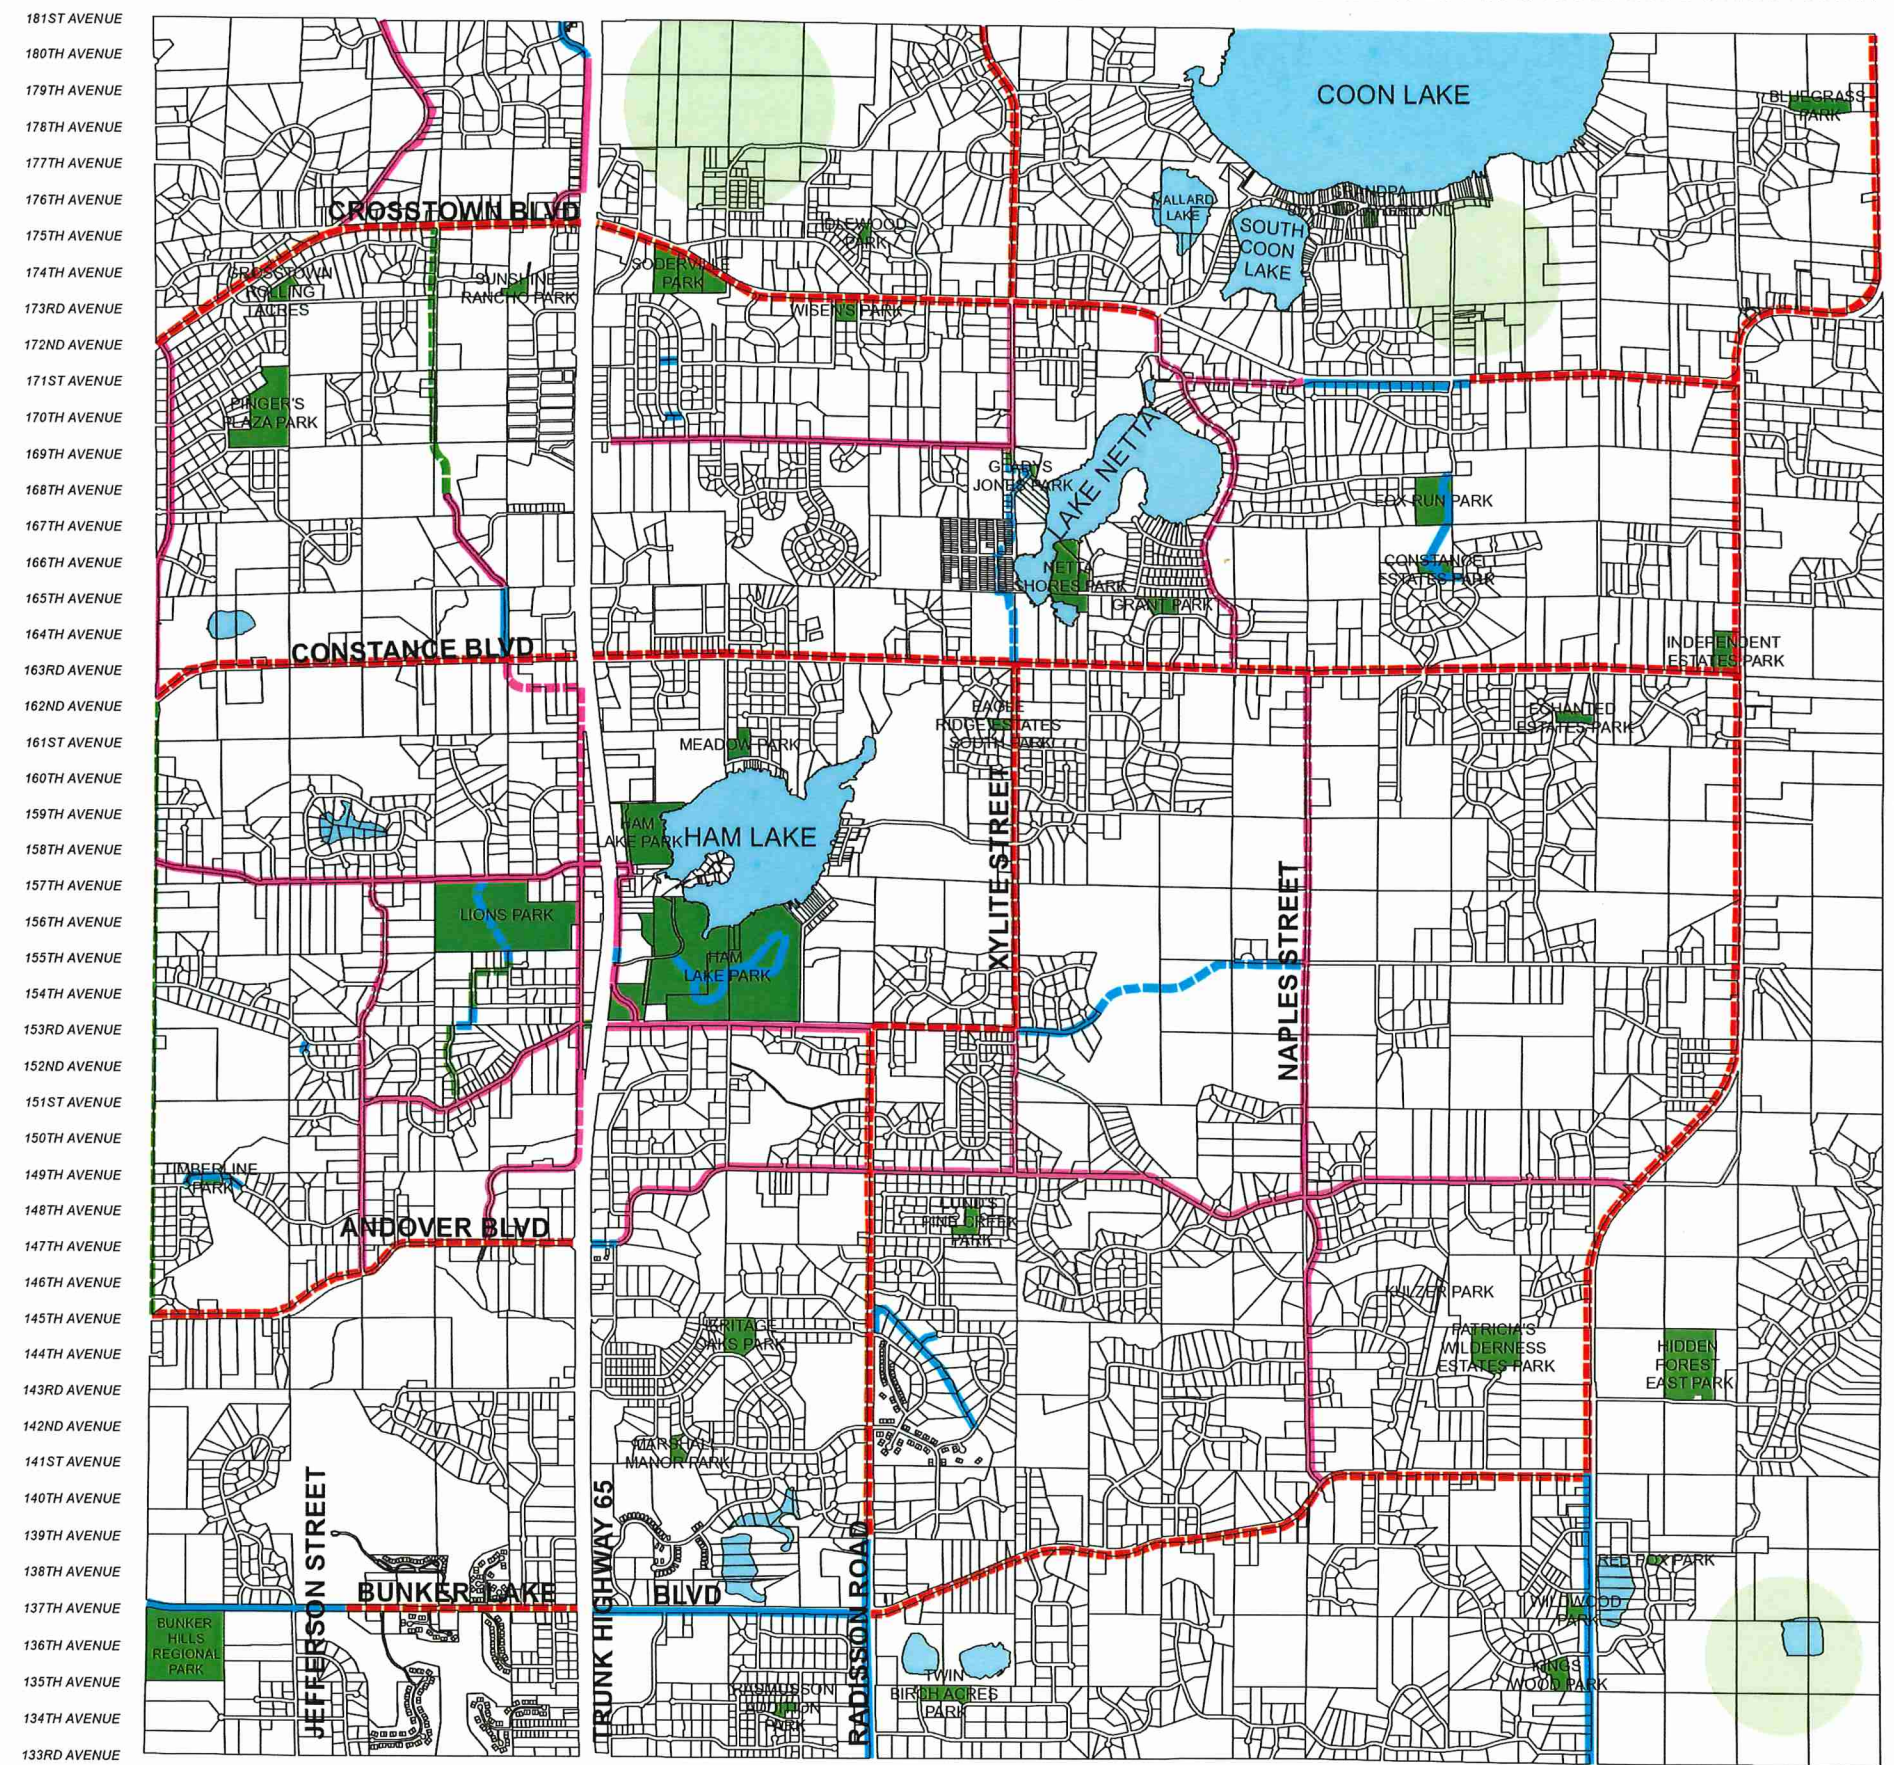 181ST AVENUE
180TH AVENUE
179TH AVENUE
178TH AVENUE
177TH AVENUE
176TH AVENUE
175TH AVENUE
174TH AVENUE
173RD AVENUE
172ND AVENUE
171ST AVENUE
170TH AVENUE
169TH AVENUE
168TH AVENUE
167TH AVENUE
166TH AVENUE
165TH AVENUE
164TH AVENUE
163RD AVENUE
162ND AVENUE
161ST AVENUE
160TH AVENUE
159TH AVENUE
158TH AVENUE
157TH AVENUE
156TH AVENUE
155TH AVENUE
154TH AVENUE
153RD AVENUE
152ND AVENUE
151ST AVENUE
150TH AVENUE
149TH AVENUE
148TH AVENUE
147TH AVENUE
146TH AVENUE
145TH AVENUE
144TH AVENUE
143RD AVENUE
142ND AVENUE
141ST AVENUE
140TH AVENUE
139TH AVENUE
138TH AVENUE
137TH AVENUE
136TH AVENUE
135TH AVENUE
134TH AVENUE
133RD AVENUE
COON LAKE
BLUEGRASS
PARK
MALLARD
LAKE
GRANDPA
PLAYGROUND
SOUTH
COON
LAKE
CROSSTOWN BLVD
IDLEWOOD
PARK
SODERVILLE
PARK
CROSSTOWN
ROLLING
ACRES
SUNSHINE
RANCHO PARK
WISEN'S PARK
PINGER'S
PLAZA PARK
GLADYS
JONES PARK
LAKE NETTA
FOX RUN PARK
NETTA
SHORES PARK
GRANT PARK
CONSTANCE
ESTATES PARK
CONSTANCE BLVD
INDEPENDENT
ESTATES PARK
EAGLE
RIDGE ESTATES
SOUTH PARK
ECHANTED
ESTATES PARK
MEADOW PARK
HAM
LAKE PARK
HAM LAKE
XYLITE STREET
NAPLES STREET
LIONS PARK
HAM
LAKE PARK
TIMBERLINE
PARK
ANDOVER BLVD
LUND'S
PINE CREEK
PARK
KULZER PARK
PATRICIA'S
WILDERNESS
ESTATES PARK
HIDDEN
FOREST
EAST PARK
HERITAGE
OAKS PARK
MARSHALL
MANOR PARK
JEFFERSON STREET
TRUNK HIGHWAY 65
RADISSON ROAD
BUNKER LAKE
BLVD
RED FOX PARK
WILDWOOD
PARK
BUNKER
HILLS
REGIONAL
PARK
TWIN
BIRCH ACRES
PARK
KINGS
WOOD PARK
RASMUSSON
ADDITION
PARK